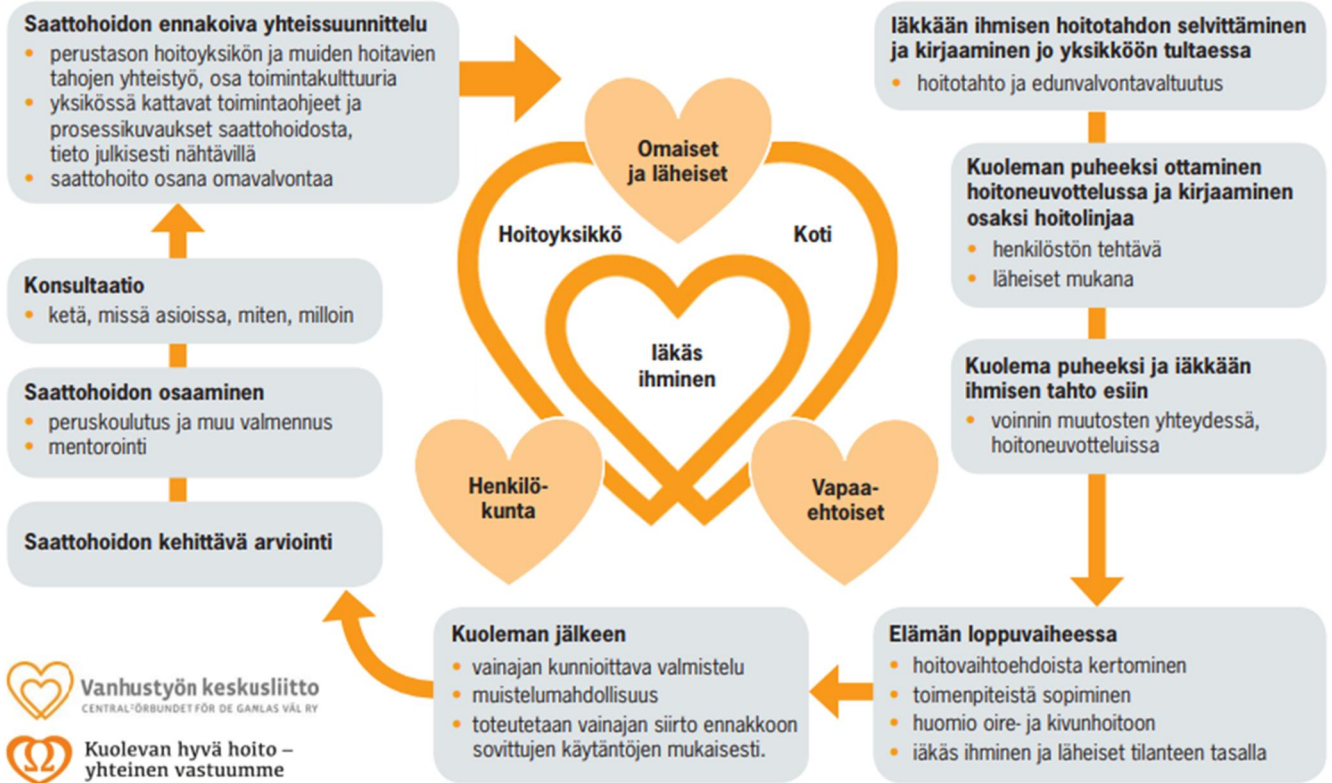 Saattohoidon ennakoiva yhteissuunnittelu
• perustason hoitoyksikön ja muiden hoitavien
tahojen yhteistyö, osa toimintakulttuuria
• yksikössä kattavat toimintaohjeet ja
prosessikuvaukset saattohoidosta,
tieto julkisesti nähtävillä
• saattohoito osana omavalvontaa
Konsultaatio
• ketä, missä asioissa, miten, milloin
Saattohoidon osaaminen
• peruskoulutus ja muu valmennus
• mentorointi
Saattohoidon kehittävä arviointi
Omaiset
ja läheiset
Hoitoyksikkö
Koti
Iäkäs
ihminen
Henkilö-
kunta
Vapaa-
ehtoiset
Iäkkään ihmisen hoitotahdon selvittäminen
ja kirjaaminen jo yksikköön tultaessa
• hoitotahto ja edunvalvontavaltuutus
Kuoleman puheeksi ottaminen
hoitoneuvottelussa ja kirjaaminen
osaksi hoitolinjaa
• henkilöstön tehtävä
• läheiset mukana
Kuolema puheeksi ja iäkkään
ihmisen tahto esiin
• voinnin muutosten yhteydessä,
hoitoneuvotteluissa
Elämän loppuvaiheessa
• hoitovaihtoehdoista kertominen
• toimenpiteistä sopiminen
• huomio oire- ja kivunhoitoon
• iäkäs ihminen ja läheiset tilanteen tasalla
Kuoleman jälkeen
• vainajan kunnioittava valmistelu
• muistelumahdollisuus
• toteutetaan vainajan siirto ennakkoon
sovittujen käytäntöjen mukaisesti.
Vanhustyön keskusliitto
CENTRAL ÖRBUNDET FÖR DE GAMLAS VÄL RY
Ω
Kuolevan hyvä hoito –
yhteinen vastuumme